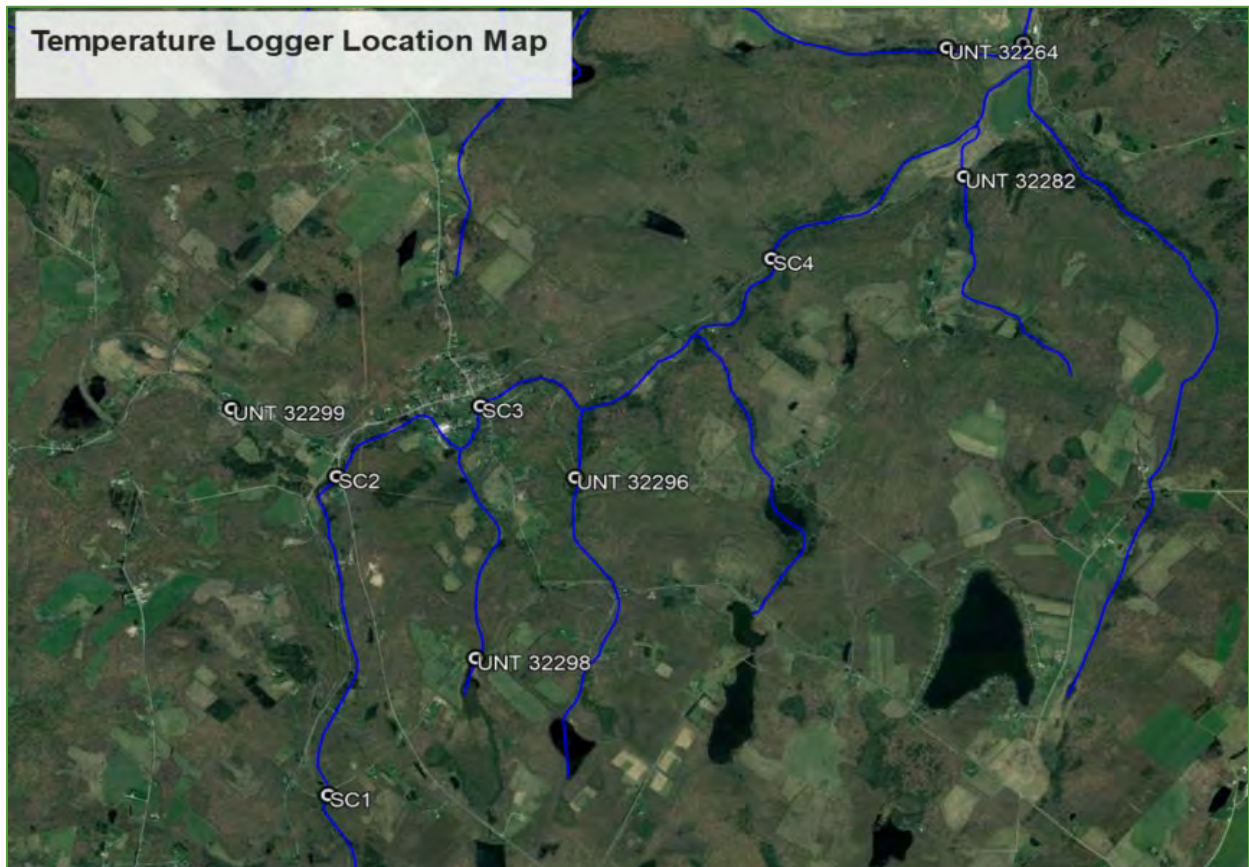 Temperature Logger Location Map
UNT 32264
UNT 32282
SC4
SC3
UNT 32299
SC2
UNT 32296
UNT 32298
SC1